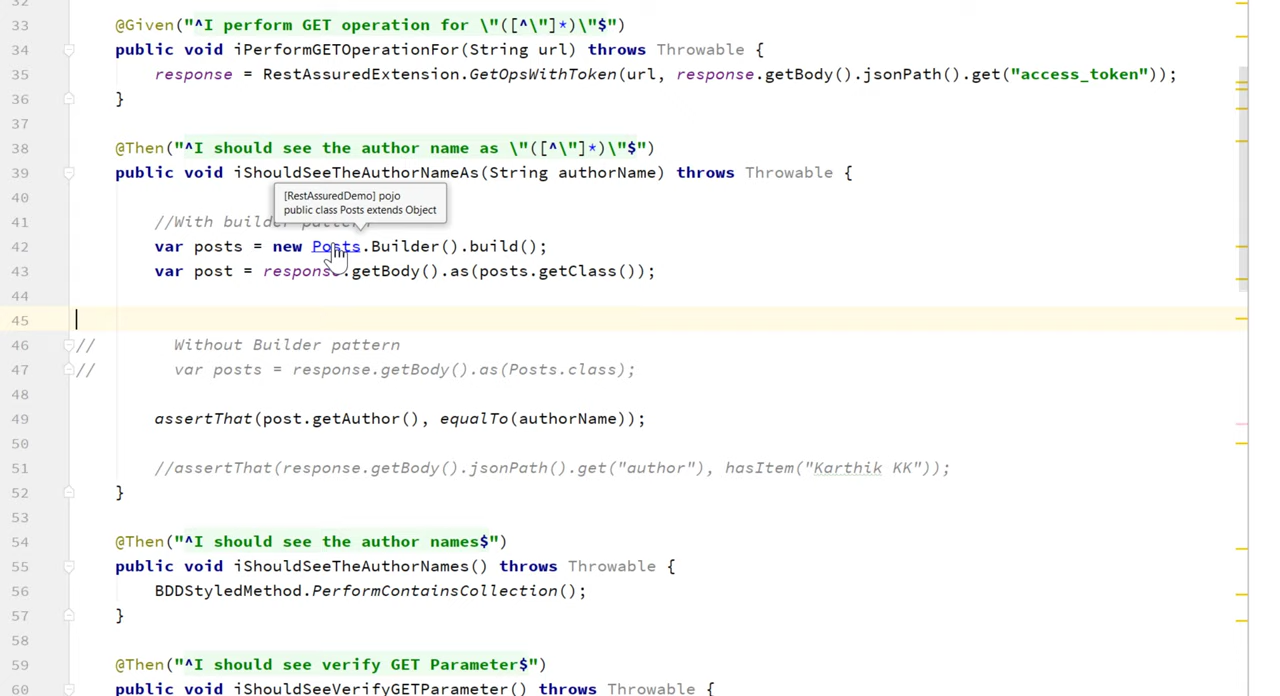 32
33 @Given("^I perform GET operation for \"([^\"]*)\"$")
34 public void iPerformGETOperationFor(String url) throws Throwable {
35 response = RestAssuredExtension.GetOpsWithToken(url, response.getBody().jsonPath().get("access_token"));
36 }
37
38 @Then("^I should see the author name as \"([^\"]*)\"$")
39 public void iShouldSeeTheAuthorNameAs(String authorName) throws Throwable {
40
[RestAssuredDemo] pojo
public class Posts extends Object
41 //With builder pattern
42 var posts = new Posts.Builder().build();
43 var post = response.getBody().as(posts.getClass());
44
45
46 // Without Builder pattern
47 // var posts = response.getBody().as(Posts.class);
48
49 assertThat(post.getAuthor(), equalTo(authorName));
50
51 //assertThat(response.getBody().jsonPath().get("author"), hasItem("Karthik KK"));
52 }
53
54 @Then("^I should see the author names$")
55 public void iShouldSeeTheAuthorNames() throws Throwable {
56 BDDStyledMethod.PerformContainsCollection();
57 }
58
59 @Then("^I should see verify GET Parameter$")
60 public void iShouldSeeVerifyGETParameter() throws Throwable {